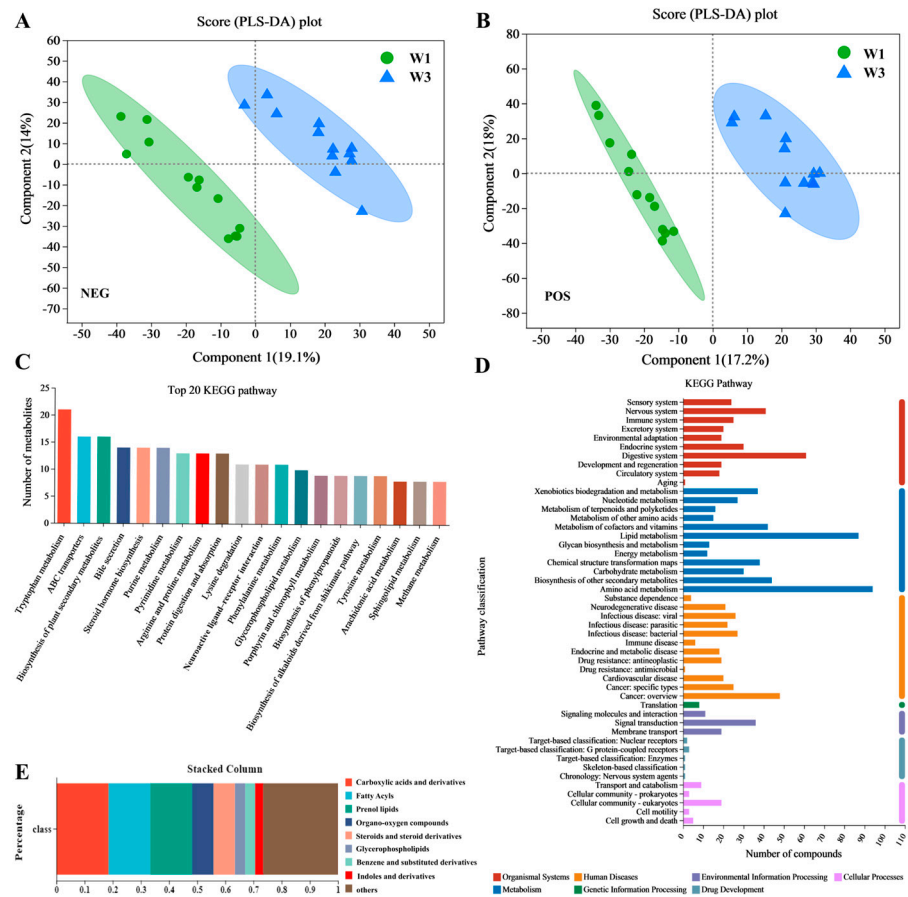 A
Score (PLS-DA) plot
W1
W3
Component 2(14%)
60
50
40
30
20
10
0
-10
-20
-30
-40
-50
-60
-70
NEG
-50
-40
-30
-20
-10
0
10
20
30
40
50
Component 1(19.1%)
B
Score (PLS-DA) plot
W1
W3
Component 2(18%)
80
60
40
20
0
-20
-40
-60
-80
POS
-50
-40
-30
-20
-10
0
10
20
30
40
50
Component 1(17.2%)
C
Top 20 KEGG pathway
Number of metabolites
25
20
15
10
5
0
Tryptophan metabolism
ABC transporters
Biosynthesis of plant secondary metabolites
Bile secretion
Steroid hormone biosynthesis
Purine metabolism
Pyrimidine metabolism
Arginine and proline metabolism
Protein digestion and absorption
Lysine degradation
Neuroactive ligand-receptor interaction
Phenylalanine metabolism
Glycerophospholipid metabolism
Porphyrin and chlorophyll metabolism
Biosynthesis of phenylpropanoids
Biosynthesis of alkaloids derived from shikimate pathway
Tyrosine metabolism
Arachidonic acid metabolism
Sphingolipid metabolism
Methane metabolism
D
KEGG Pathway
Pathway classification
Sensory system
Nervous system
Immune system
Excretory system
Environmental adaptation
Endocrine system
Digestive system
Development and regeneration
Circulatory system
Aging
Xenobiotics biodegradation and metabolism
Nucleotide metabolism
Metabolism of terpenoids and polyketides
Metabolism of other amino acids
Metabolism of cofactors and vitamins
Lipid metabolism
Glycan biosynthesis and metabolism
Energy metabolism
Chemical structure transformation maps
Carbohydrate metabolism
Biosynthesis of other secondary metabolites
Amino acid metabolism
Substance dependence
Neurodegenerative disease
Infectious disease: viral
Infectious disease: parasitic
Infectious disease: bacterial
Immune disease
Endocrine and metabolic disease
Drug resistance: antineoplastic
Drug resistance: antimicrobial
Cardiovascular disease
Cancer: specific types
Cancer: overview
Translation
Signaling molecules and interaction
Signal transduction
Membrane transport
Target-based classification: Nuclear receptors
Target-based classification: G protein-coupled receptors
Target-based classification: Enzymes
Skeleton-based classification
Chronology: Nervous system agents
Transport and catabolism
Cellular community - prokaryotes
Cellular community - eukaryotes
Cell motility
Cell growth and death
0
10
20
30
40
50
60
70
80
90
100
110
Number of compounds
Organismal Systems
Human Diseases
Environmental Information Processing
Cellular Processes
Metabolism
Genetic Information Processing
Drug Development
E
Stacked Column
Percentage
class
0
0.1
0.2
0.3
0.4
0.5
0.6
0.7
0.8
0.9
1
Carboxylic acids and derivatives
Fatty Acyls
Prenol lipids
Organo-oxygen compounds
Steroids and steroid derivatives
Glycerophospholipids
Benzene and substituted derivatives
Indoles and derivatives
others